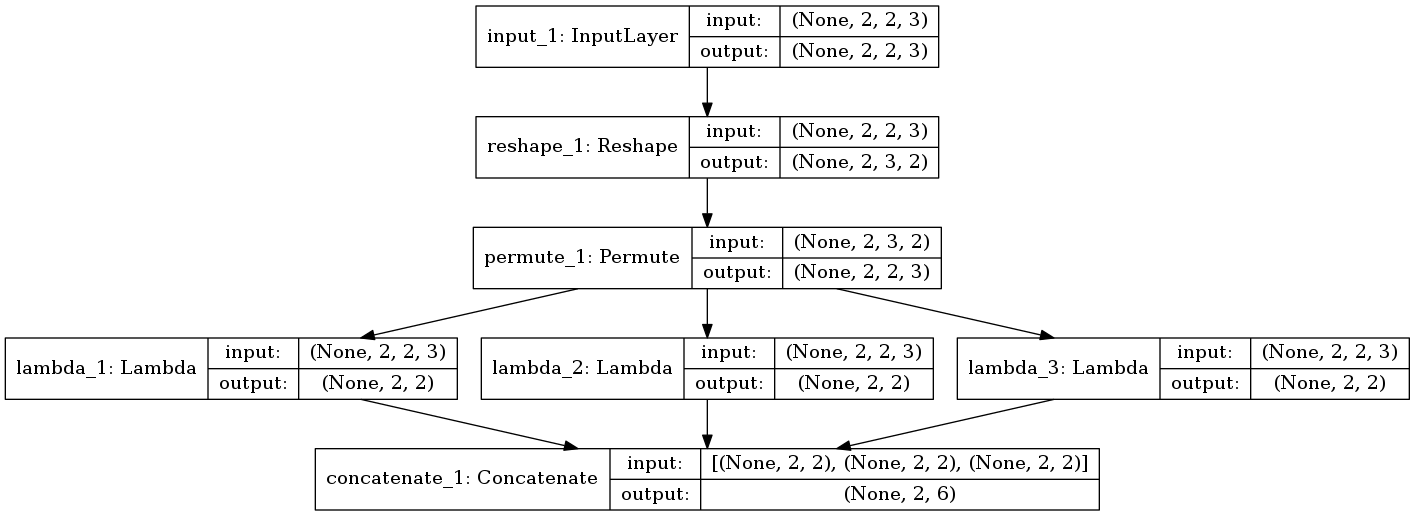 input_1: InputLayer
input: (None, 2, 2, 3)
output: (None, 2, 2, 3)
reshape_1: Reshape
input: (None, 2, 2, 3)
output: (None, 2, 3, 2)
permute_1: Permute
input: (None, 2, 3, 2)
output: (None, 2, 2, 3)
lambda_1: Lambda
input: (None, 2, 2, 3)
output: (None, 2, 2)
lambda_2: Lambda
input: (None, 2, 2, 3)
output: (None, 2, 2)
lambda_3: Lambda
input: (None, 2, 2, 3)
output: (None, 2, 2)
concatenate_1: Concatenate
input: [(None, 2, 2), (None, 2, 2), (None, 2, 2)]
output: (None, 2, 6)